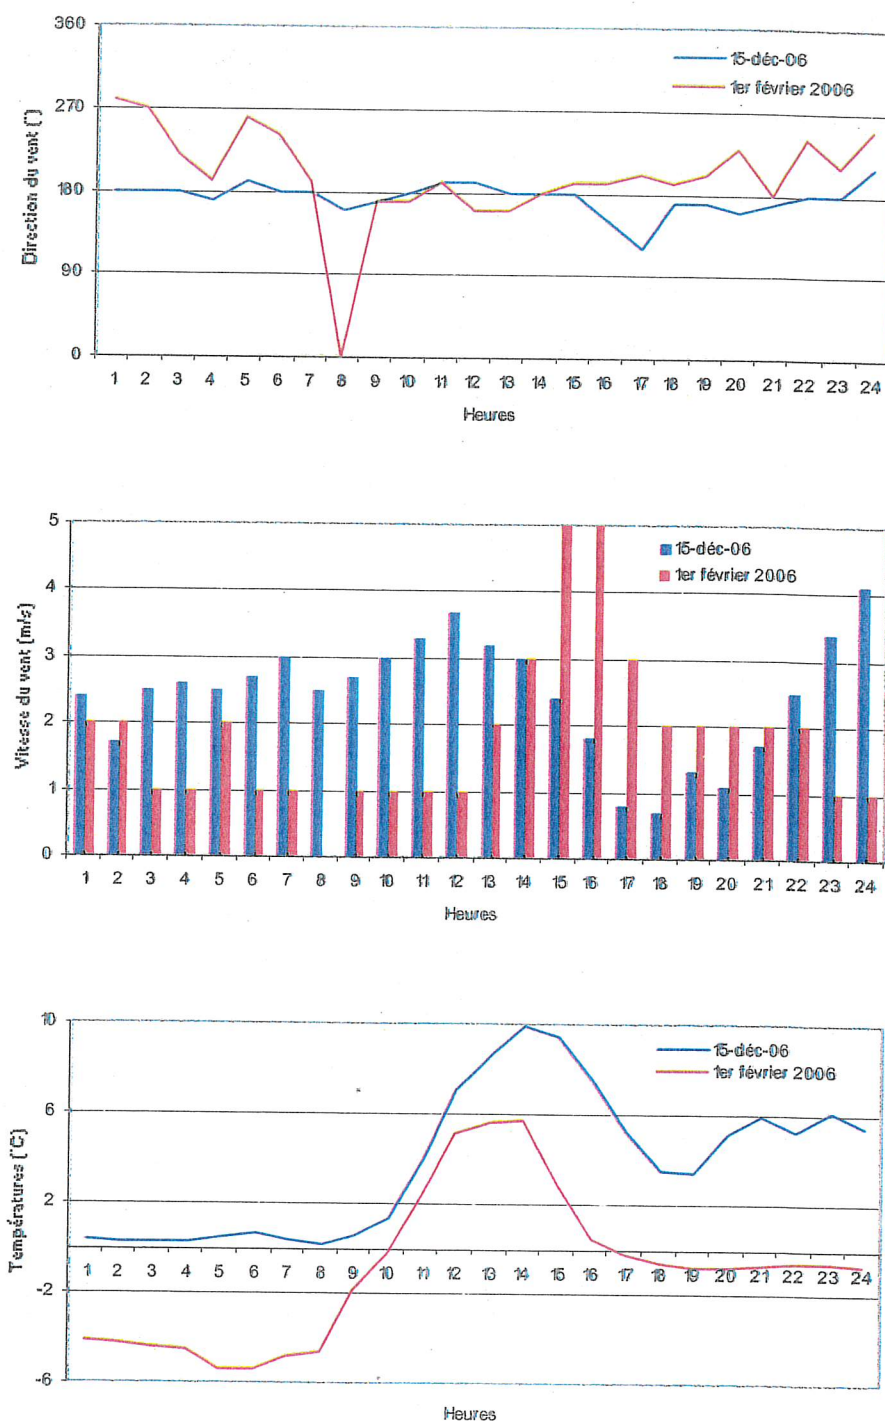 360
270
180
90
0
Direction du vent (°)
15-déc-06
1er février 2006
1 2 3 4 5 6 7 8 9 10 11 12 13 14 15 16 17 18 19 20 21 22 23 24
Heures
5
4
3
2
1
0
Vitesse du vent (m/s)
15-déc-06
1er février 2006
1 2 3 4 5 6 7 8 9 10 11 12 13 14 15 16 17 18 19 20 21 22 23 24
Heures
10
6
2
-2
-6
Températures (°C)
15-déc-06
1er février 2006
1 2 3 4 5 6 7 8 9 10 11 12 13 14 15 16 17 18 19 20 21 22 23 24
Heures